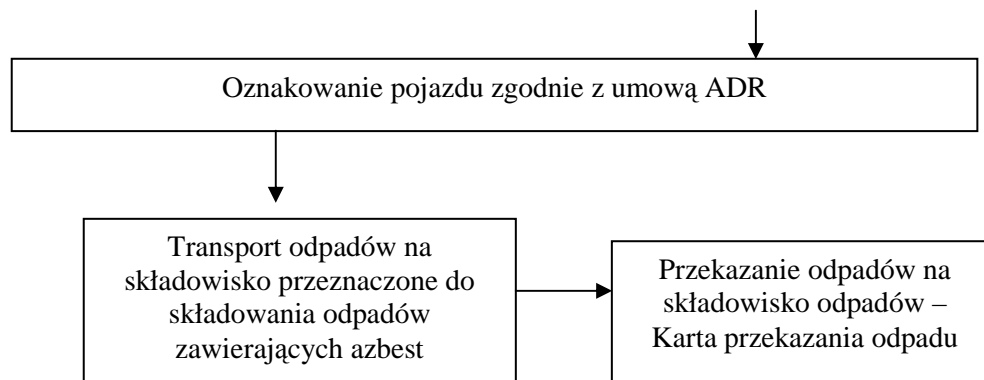 Oznakowanie pojazdu zgodnie z umową ADR
Transport odpadów na
składowisko przeznaczone do
składowania odpadów
zawierających azbest
Przekazanie odpadów na
składowisko odpadów –
Karta przekazania odpadu